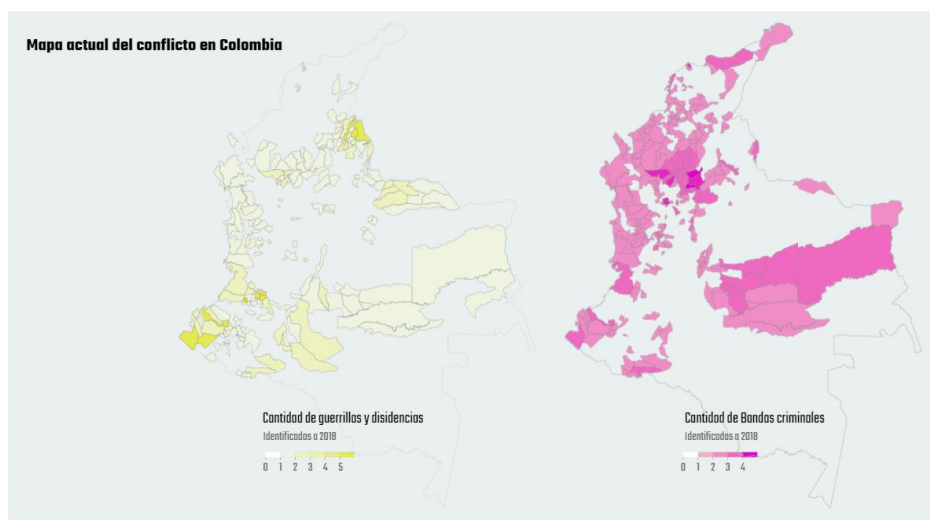 Mapa actual del conflicto en Colombia
Cantidad de guerrillas y disidencias
Identificadas a 2018
0 1 2 3 4 5
Cantidad de Bandas criminales
Identificadas a 2018
0 1 2 3 4